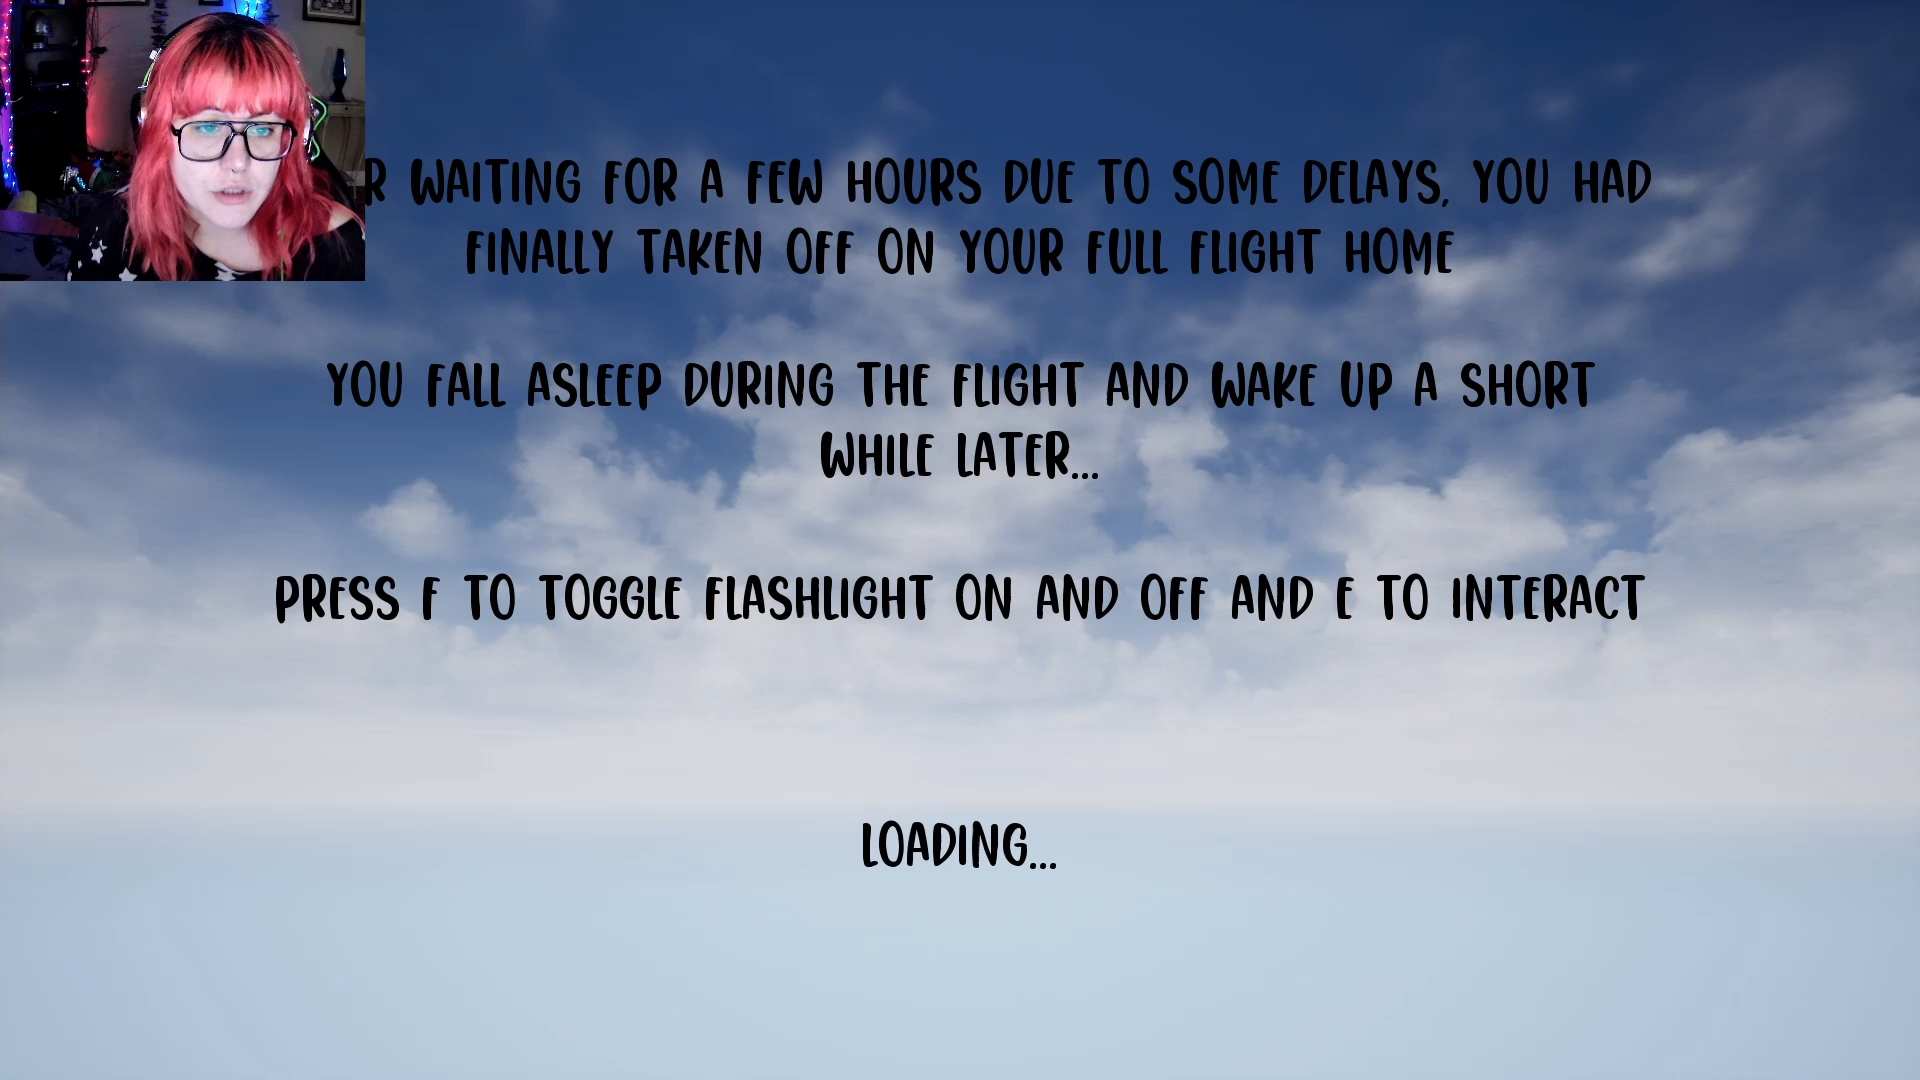 WAITING FOR A FEW HOURS DUE TO SOME DELAYS, YOU HAD
FINALLY TAKEN OFF ON YOUR FULL FLIGHT HOME
YOU FALL ASLEEP DURING THE FLIGHT AND WAKE UP A SHORT
WHILE LATER...
PRESS F TO TOGGLE FLASHLIGHT ON AND OFF AND E TO INTERACT
LOADING...